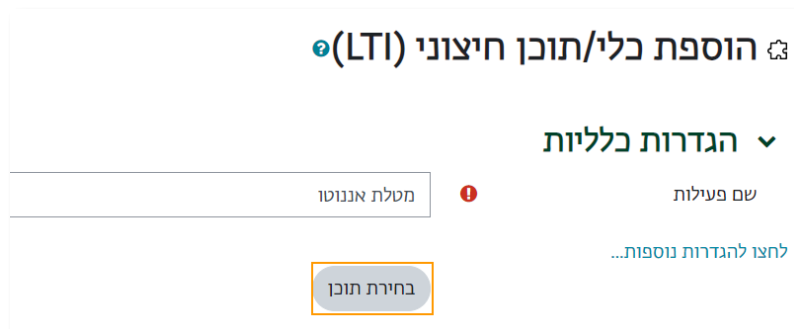 הוספת כלי/תוכן חיצוני (LTI)
הגדרות כלליות
שם פעילות
מטלת אננוטו
לחצו להגדרות נוספות...
בחירת תוכן